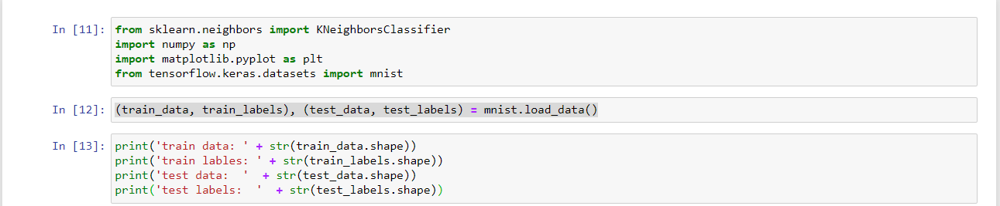 In [11]: from sklearn.neighbors import KNeighborsClassifier
import numpy as np
import matplotlib.pyplot as plt
from tensorflow.keras.datasets import mnist
In [12]: (train_data, train_labels), (test_data, test_labels) = mnist.load_data()
In [13]: print('train data: ' + str(train_data.shape))
print('train lables: ' + str(train_labels.shape))
print('test data:  '  + str(test_data.shape))
print('test labels:  '  + str(test_labels.shape))